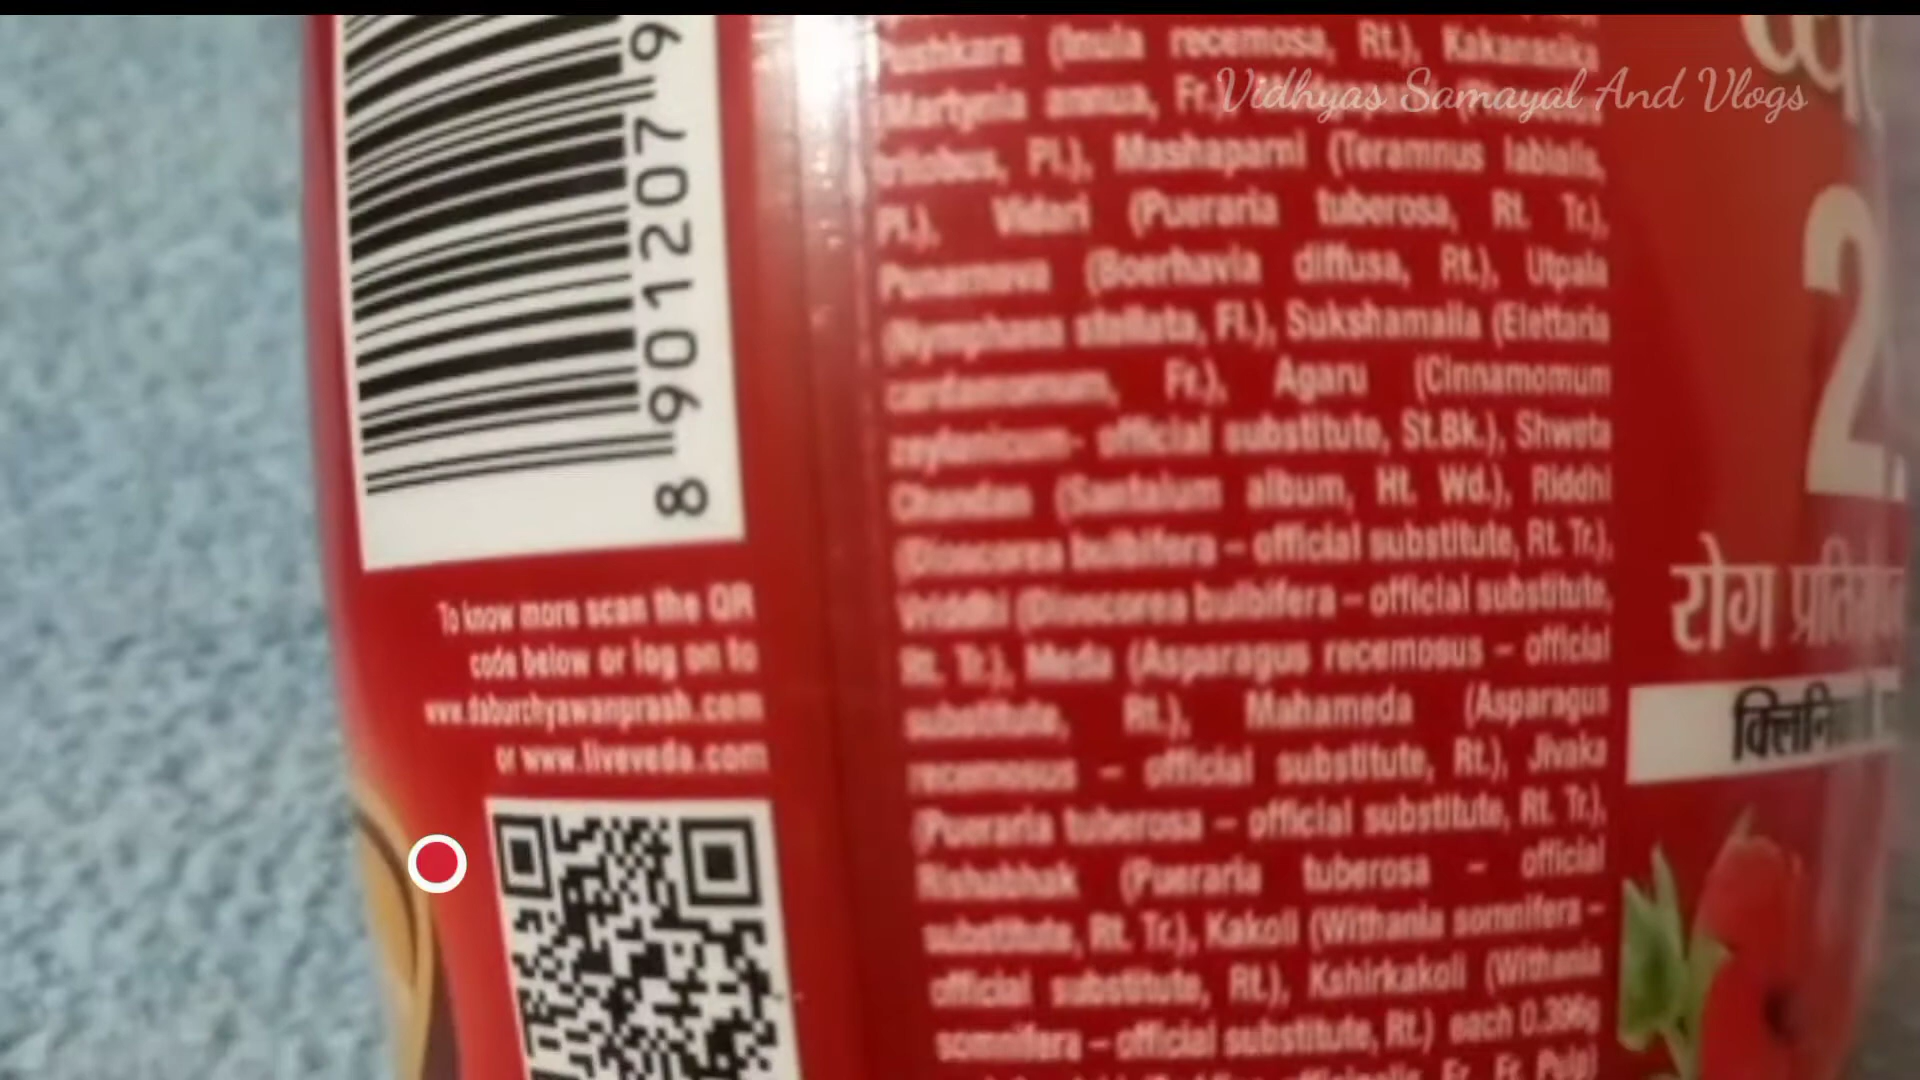 Vidhyas Samayal And Vlogs
8 901207 9
To know more scan the QR
code below or log on to
www.daburchyawanprash.com
or www.liveveda.com
Pushkara (Inula recemosa, Rt.), Kakanasika
(Martynia annua, Fr.),
trilobus, Pl.), Mashaparni (Teramnus labialis,
Pl.), Vidari (Pueraria tuberosa, Rt. Tr.),
Punarnava (Boerhavia diffusa, Rt.), Utpala
(Nymphaea stellata, Fl.), Sukshamaila (Elettaria
cardamomum, Fr.), Agaru (Cinnamomum
zeylanicum- official substitute, St.Bk.), Shweta
Chandan (Santalum album, Ht. Wd.), Riddhi
(Dioscorea bulbifera – official substitute, Rt. Tr.),
Vriddhi (Dioscorea bulbifera – official substitute,
Rt. Tr.), Meda (Asparagus recemosus – official
substitute, Rt.), Mahameda (Asparagus
recemosus – official substitute, Rt.), Jivaka
(Pueraria tuberosa – official substitute, Rt. Tr.),
Rishabhak (Pueraria tuberosa – official
substitute, Rt. Tr.), Kakoli (Withania somnifera –
official substitute, Rt.), Kshirkakoli (Withania
somnifera – official substitute, Rt.) each 0.396g
2
रोग